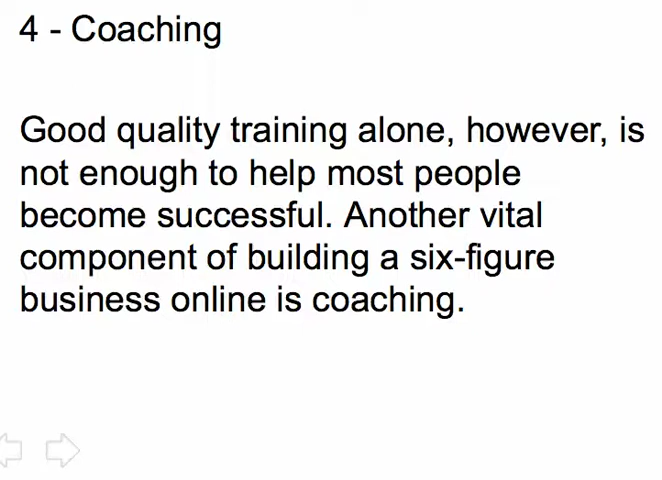 4 - Coaching
Good quality training alone, however, is
not enough to help most people
become successful. Another vital
component of building a six-figure
business online is coaching.